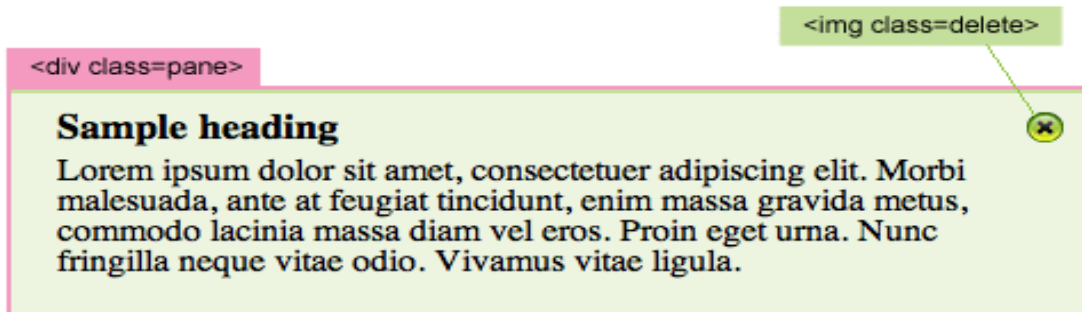 <img class=delete>
<div class=pane>
Sample heading
Lorem ipsum dolor sit amet, consectetuer adipiscing elit. Morbi
malesuada, ante at feugiat tincidunt, enim massa gravida metus,
commodo lacinia massa diam vel eros. Proin eget urna. Nunc
fringilla neque vitae odio. Vivamus vitae ligula.